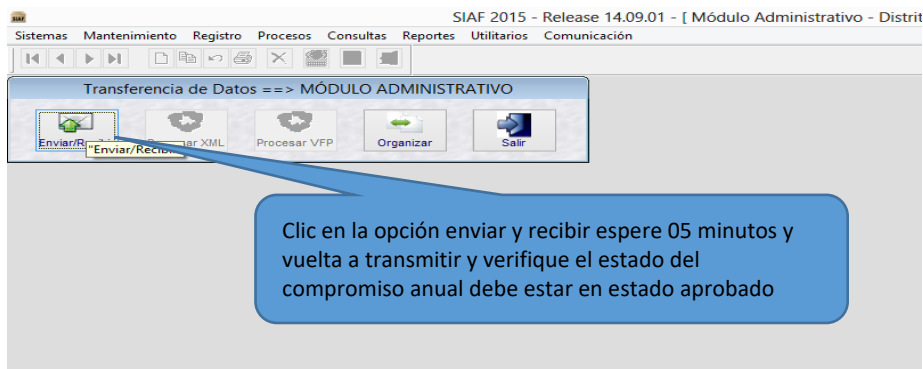 SIAF 2015 - Release 14.09.01 - [ Módulo Administrativo - Distrit
Sistemas Mantenimiento Registro Procesos Consultas Reportes Utilitarios Comunicación
Transferencia de Datos ==> MÓDULO ADMINISTRATIVO
Enviar/R XML Procesar VFP Organizar Salir
"Enviar/Recibi
Clic en la opción enviar y recibir espere 05 minutos y
vuelta a transmitir y verifique el estado del
compromiso anual debe estar en estado aprobado